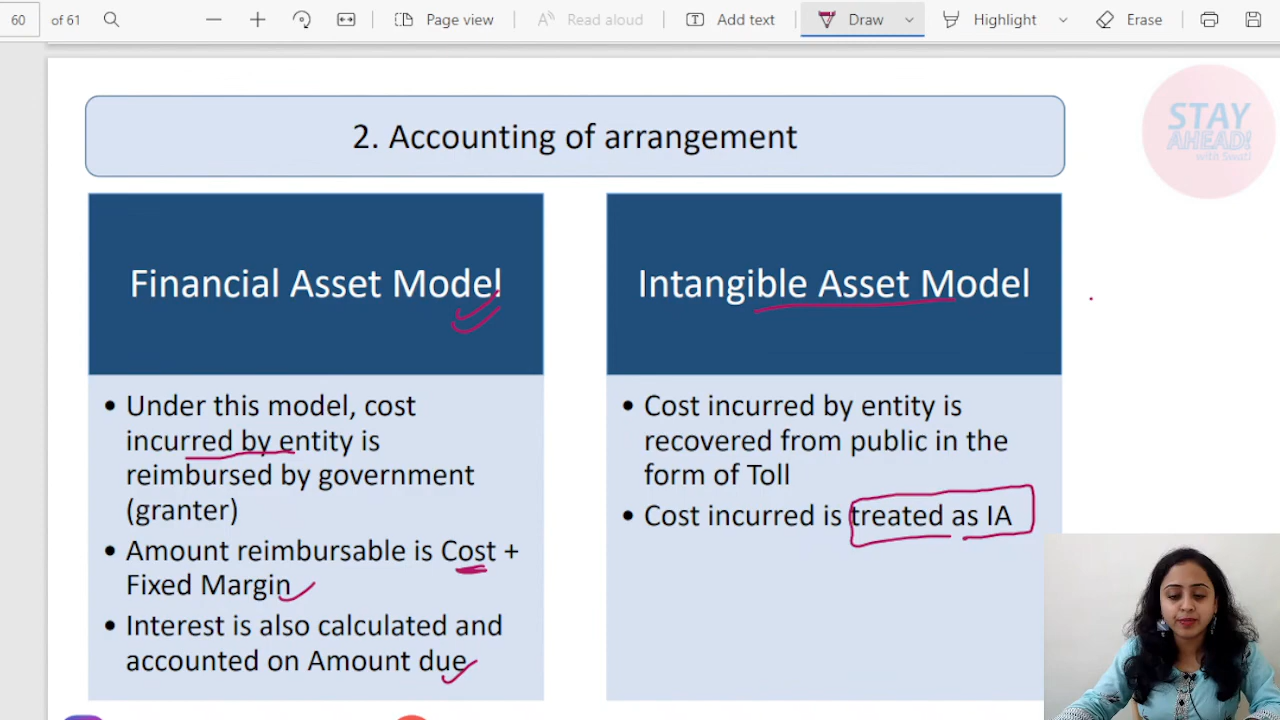 60 of 61
Page view
Read aloud
Add text
Draw
Highlight
Erase
STAY
AHEAD!
with Swati
2. Accounting of arrangement
Financial Asset Model
• Under this model, cost
incurred by entity is
reimbursed by government
(granter)
• Amount reimbursable is Cost +
Fixed Margin
• Interest is also calculated and
accounted on Amount due
Intangible Asset Model
• Cost incurred by entity is
recovered from public in the
form of Toll
• Cost incurred is treated as IA